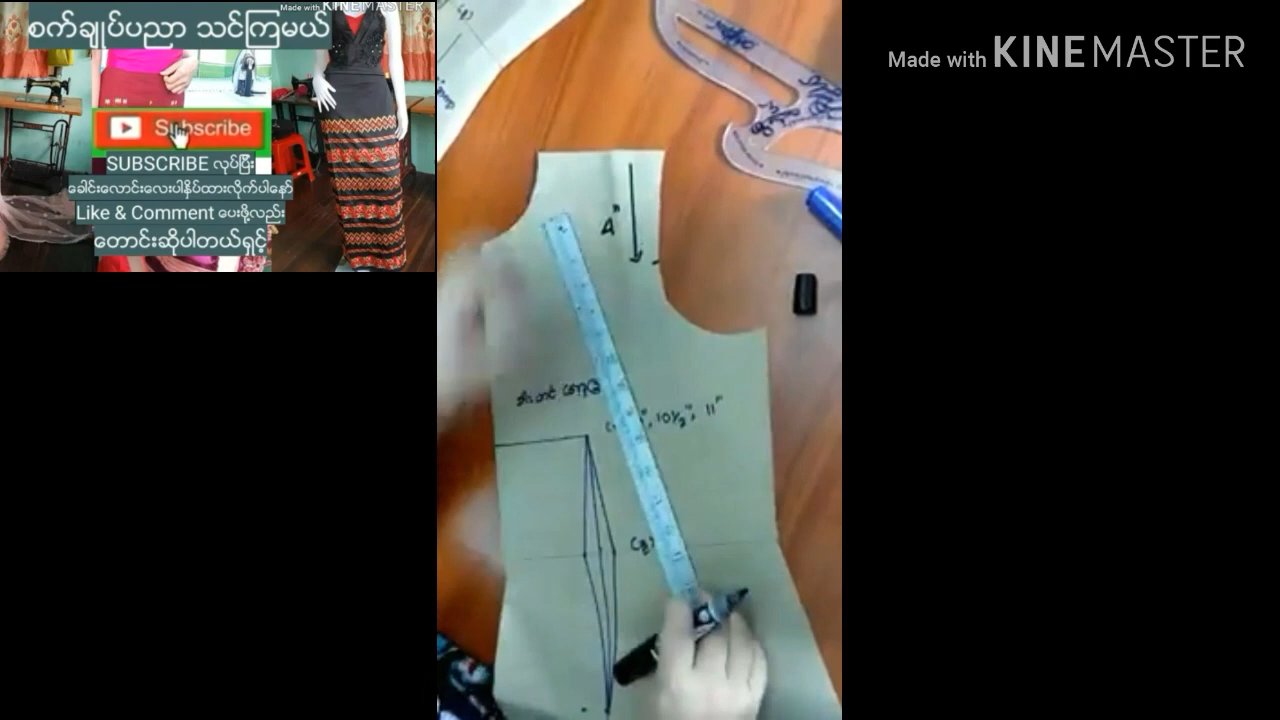 Made with KINEMASTER
စက်ချုပ်ပညာ သင်ကြမယ်
Subscribe
SUBSCRIBE လုပ်ပြီး
ခေါင်းလောင်းလေးပါနှိပ်ထားလိုက်ပါနော်
Like & Comment ပေးဖို့လည်း
တောင်းဆိုပါတယ်ရှင့်
Made with KINEMASTER
4"
10½", 11"